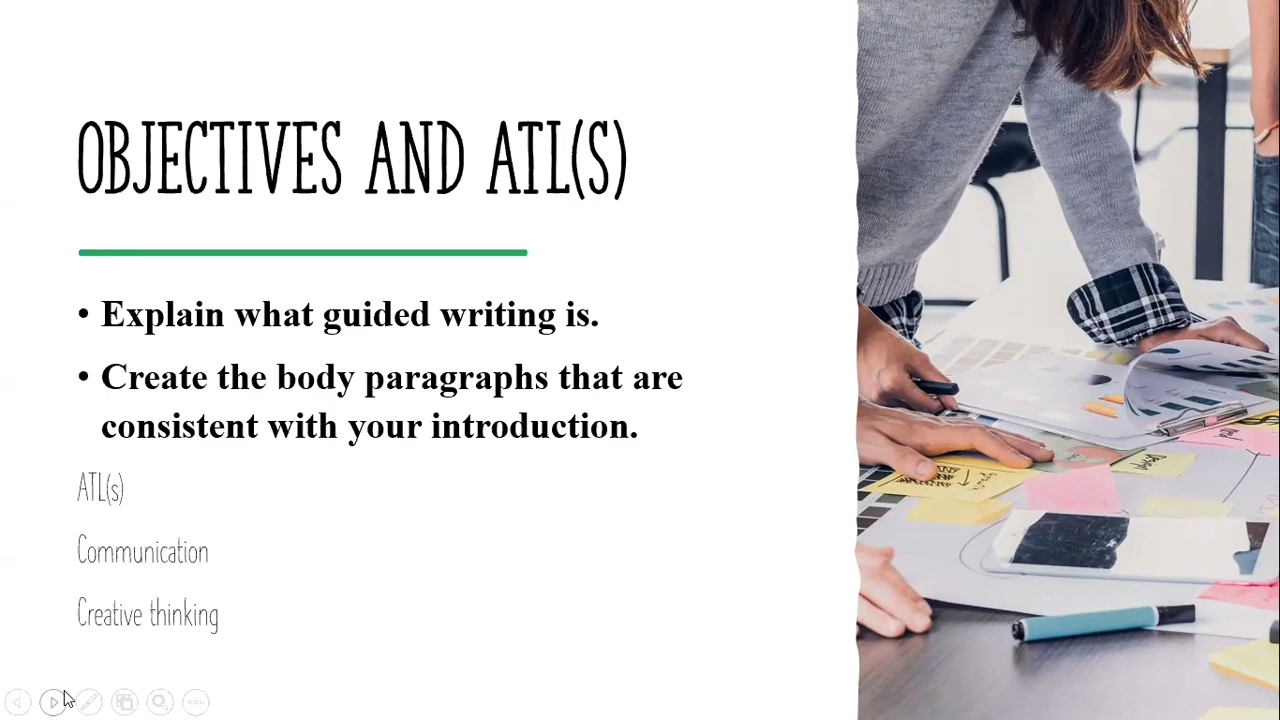 OBJECTIVES AND ATL(S)
• Explain what guided writing is.
• Create the body paragraphs that are
consistent with your introduction.
ATL(s)
Communication
Creative thinking